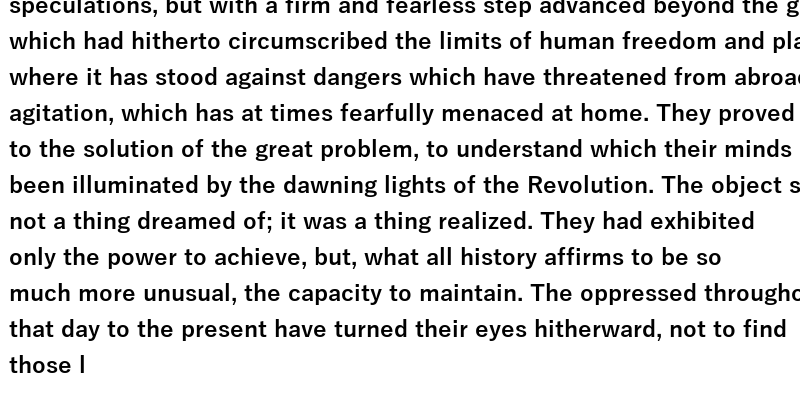 speculations, but with a firm and fearless step advanced beyond the
which had hitherto circumscribed the limits of human freedom and
where it has stood against dangers which have threatened from
agitation, which has at times fearfully menaced at home. They proved
to the solution of the great problem, to understand which their minds
been illuminated by the dawning lights of the Revolution. The object
not a thing dreamed of; it was a thing realized. They had exhibited
only the power to achieve, but, what all history affirms to be so
much more unusual, the capacity to maintain. The oppressed
that day to the present have turned their eyes hitherward, not to find
those l